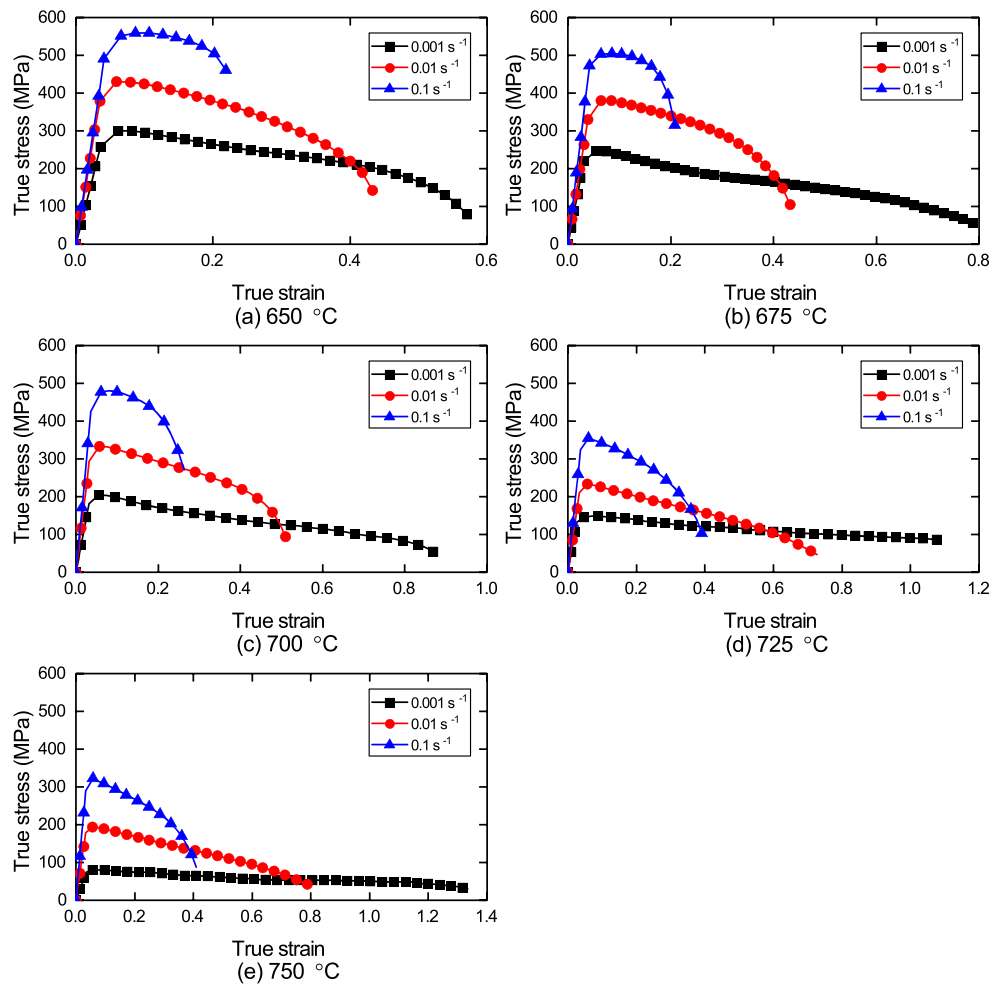 600
500
400
300
200
100
0
True stress (MPa)
0.001 s -1
0.01 s -1
0.1 s -1
0.0 0.2 0.4 0.6
True strain
(a) 650 °C
600
500
400
300
200
100
0
True stress (MPa)
0.001 s -1
0.01 s -1
0.1 s -1
0.0 0.2 0.4 0.6 0.8
True strain
(b) 675 °C
600
500
400
300
200
100
0
True stress (MPa)
0.001 s -1
0.01 s -1
0.1 s -1
0.0 0.2 0.4 0.6 0.8 1.0
True strain
(c) 700 °C
600
500
400
300
200
100
0
True stress (MPa)
0.001 s -1
0.01 s -1
0.1 s -1
0.0 0.2 0.4 0.6 0.8 1.0 1.2
True strain
(d) 725 °C
600
500
400
300
200
100
0
True stress (MPa)
0.001 s -1
0.01 s -1
0.1 s -1
0.0 0.2 0.4 0.6 0.8 1.0 1.2 1.4
True strain
(e) 750 °C